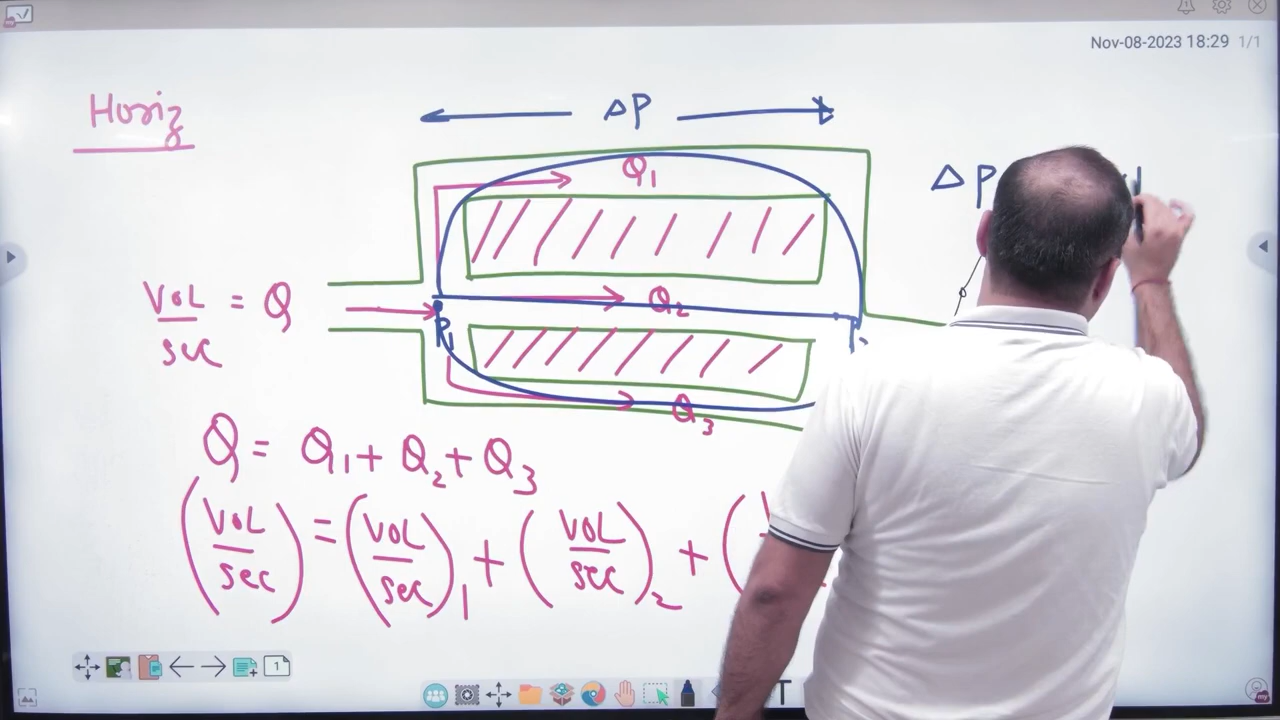 Nov-08-2023 18:29 1/1
Horiz
ΔP
ΔP
Q₁
VOL/sec = Q
Q₂
P₁
Q₃
Q = Q₁ + Q₂ + Q₃
(VOL/sec) = (VOL/sec)₁ + (VOL/sec)₂ + (
1
T